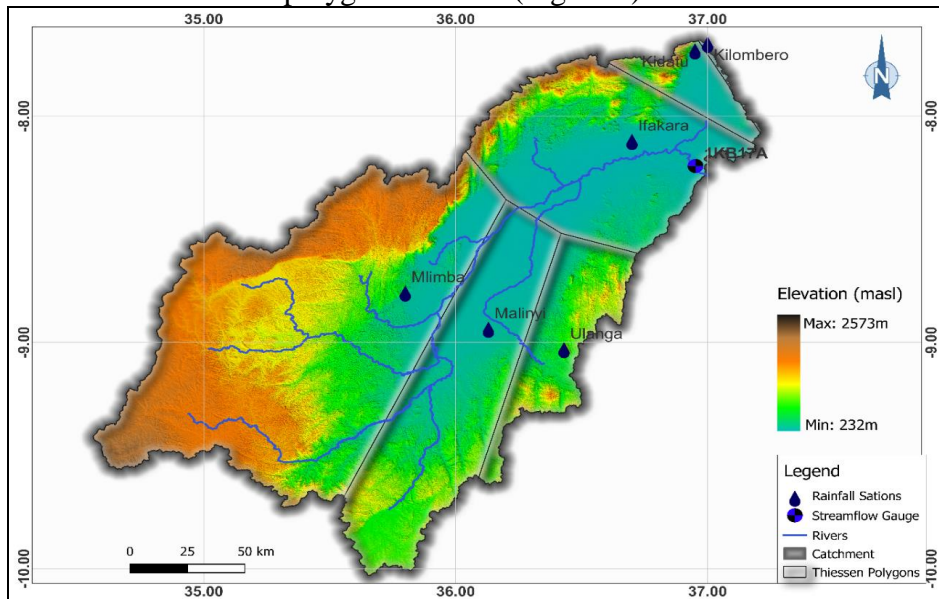 35.00 36.00 37.00
Kidatu Kilombero
-8.00 -8.00
Ifakara
1KB17A
Mlimba
Malinyi
Ulanga
-9.00 -9.00
Elevation (masl)
Max: 2573m
Min: 232m
Legend
Rainfall Sations
Streamflow Gauge
Rivers
Catchment
Thiessen Polygons
0 25 50 km
-10.00 -10.00
35.00 36.00 37.00
N